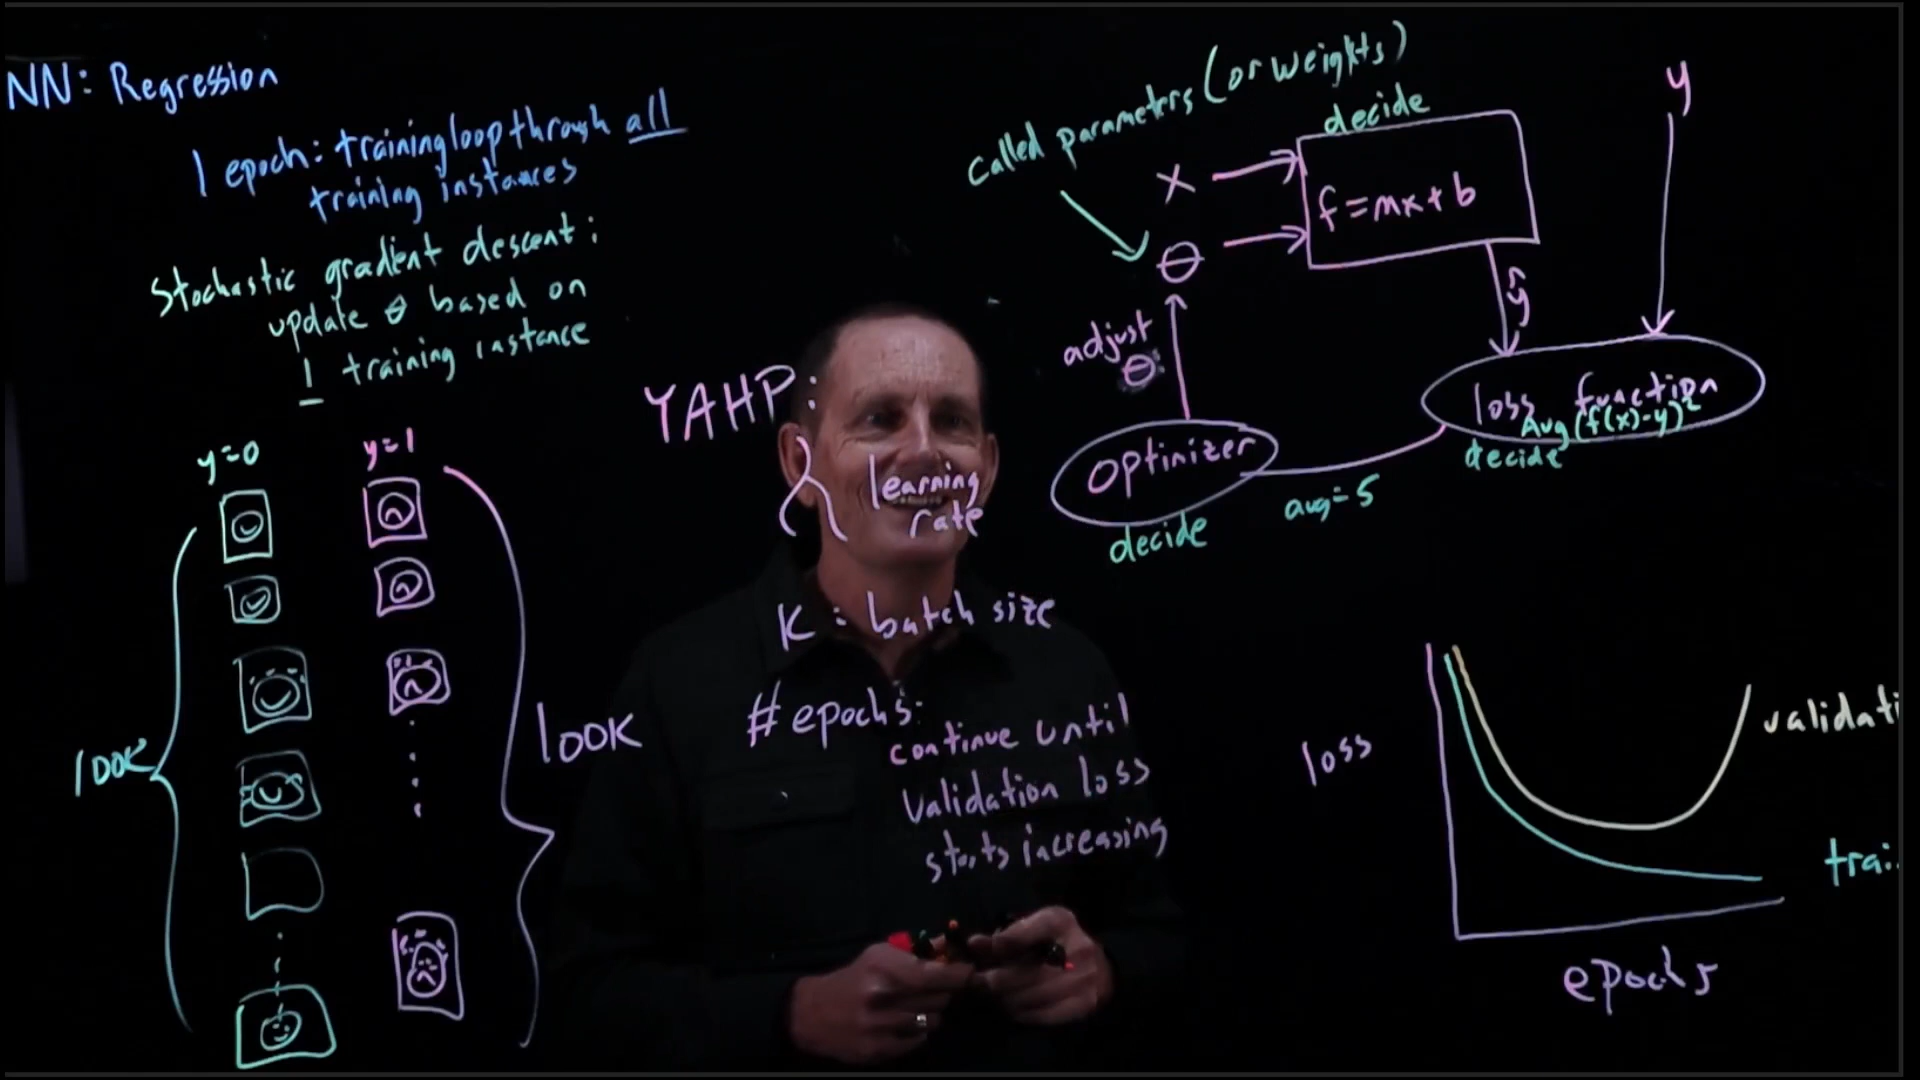 NN: Regression
1 epoch: training loop through all
training instances
Stochastic gradient descent:
update θ based on
1 training instance
y=0
y=1
100K
100K
YAHP:
learning
rate
K: batch size
#epochs:
continue until
validation loss
starts increasing
called parameters (or weights)
decide
x
f=mx+b
θ
ŷ
y
adjust
θ
loss function
Avg(f(x)-y)²
decide
optimizer
decide
avg=5
loss
validati
trai
epochs